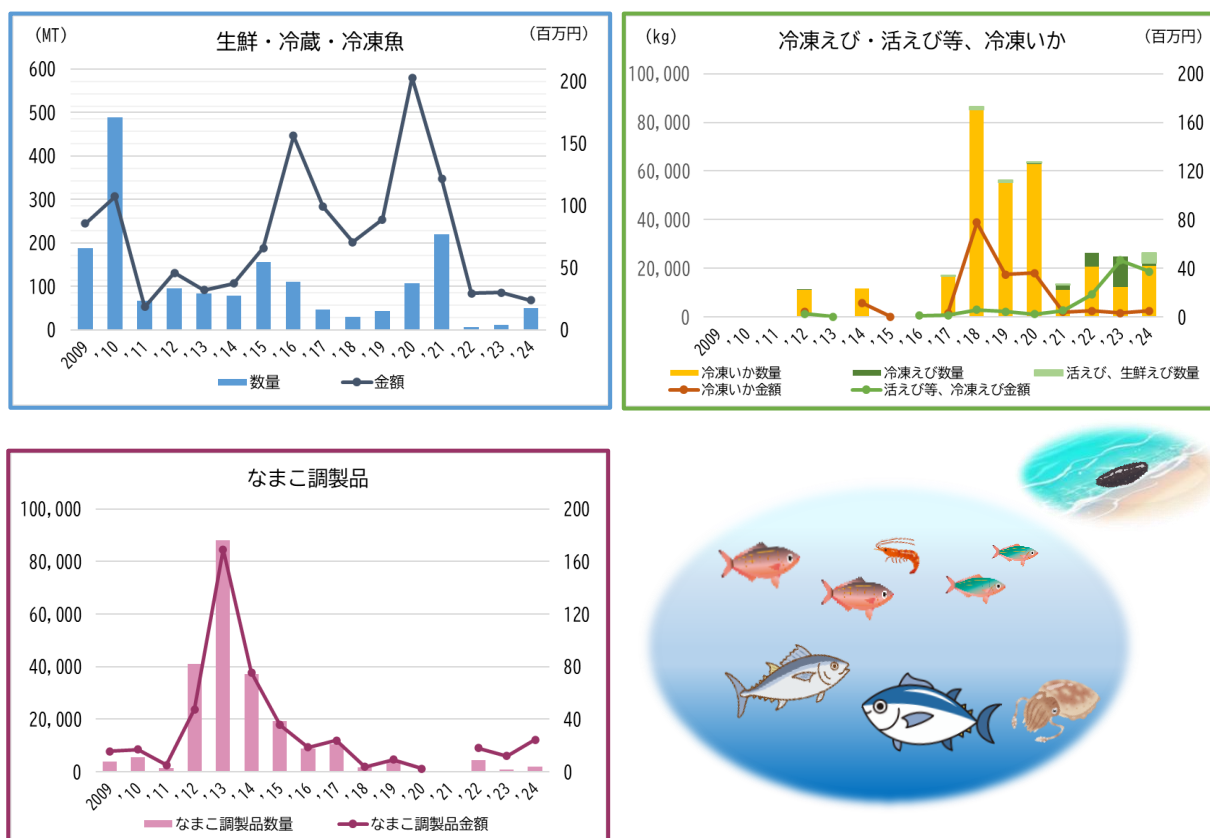 (MT) 生鮮・冷蔵・冷凍魚 (百万円)
600 200
500 150
400
300 100
200
50
100
0 0
2009 '10 '11 '12 '13 '14 '15 '16 '17 '18 '19 '20 '21 '22 '23 '24
数量 金額
(kg) 冷凍えび・活えび等、冷凍いか (百万円)
100,000 200
80,000 160
60,000 120
40,000 80
20,000 40
0 0
2009 '10 '11 '12 '13 '14 '15 '16 '17 '18 '19 '20 '21 '22 '23 '24
冷凍いか数量 冷凍えび数量 活えび、生鮮えび数量
冷凍いか金額 活えび等、冷凍えび金額
なまこ調製品
100,000 200
80,000 160
60,000 120
40,000 80
20,000 40
0 0
2009 '10 '11 '12 '13 '14 '15 '16 '17 '18 '19 '20 '21 '22 '23 '24
なまこ調製品数量 なまこ調製品金額